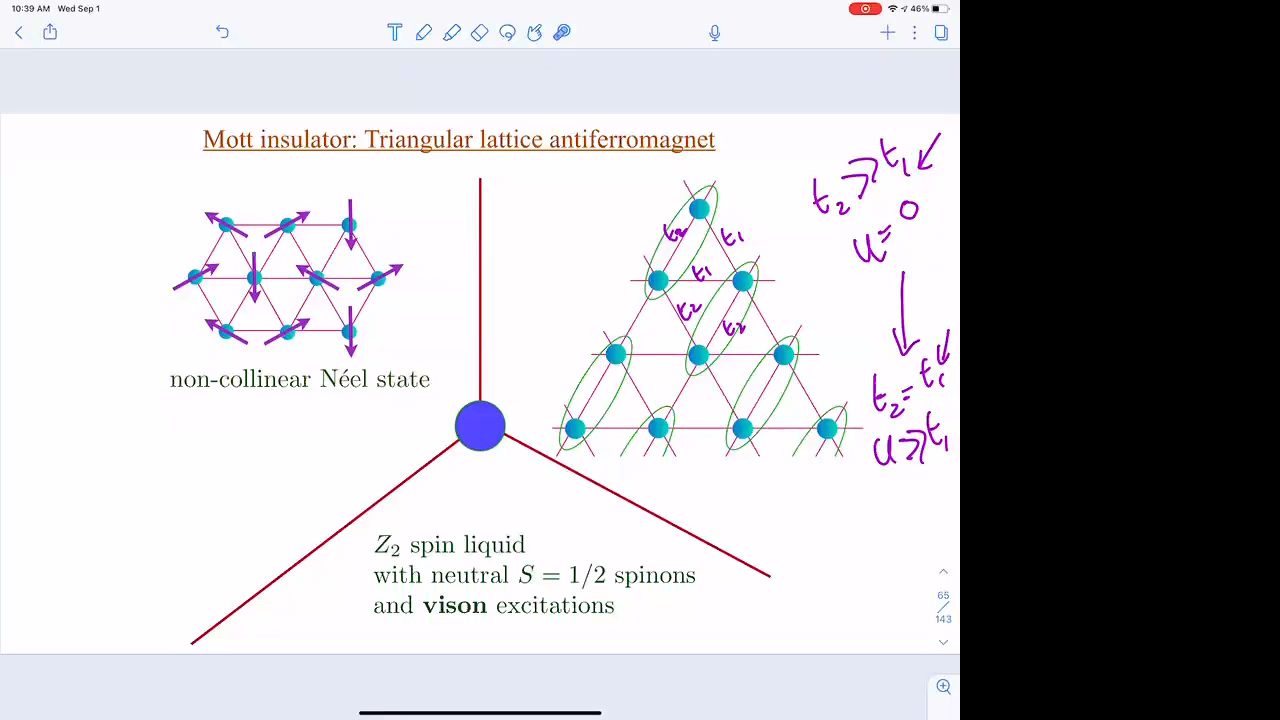 10:39 AM Wed Sep 1
46%
Mott insulator: Triangular lattice antiferromagnet
t₂ ≫ t₁
U = 0
t₂
t₁
t₁
t₂
t₂
non-collinear Néel state
t₂ = t₁
U ≫ t₁
Z₂ spin liquid
with neutral S = 1/2 spinons
and vison excitations
65
143